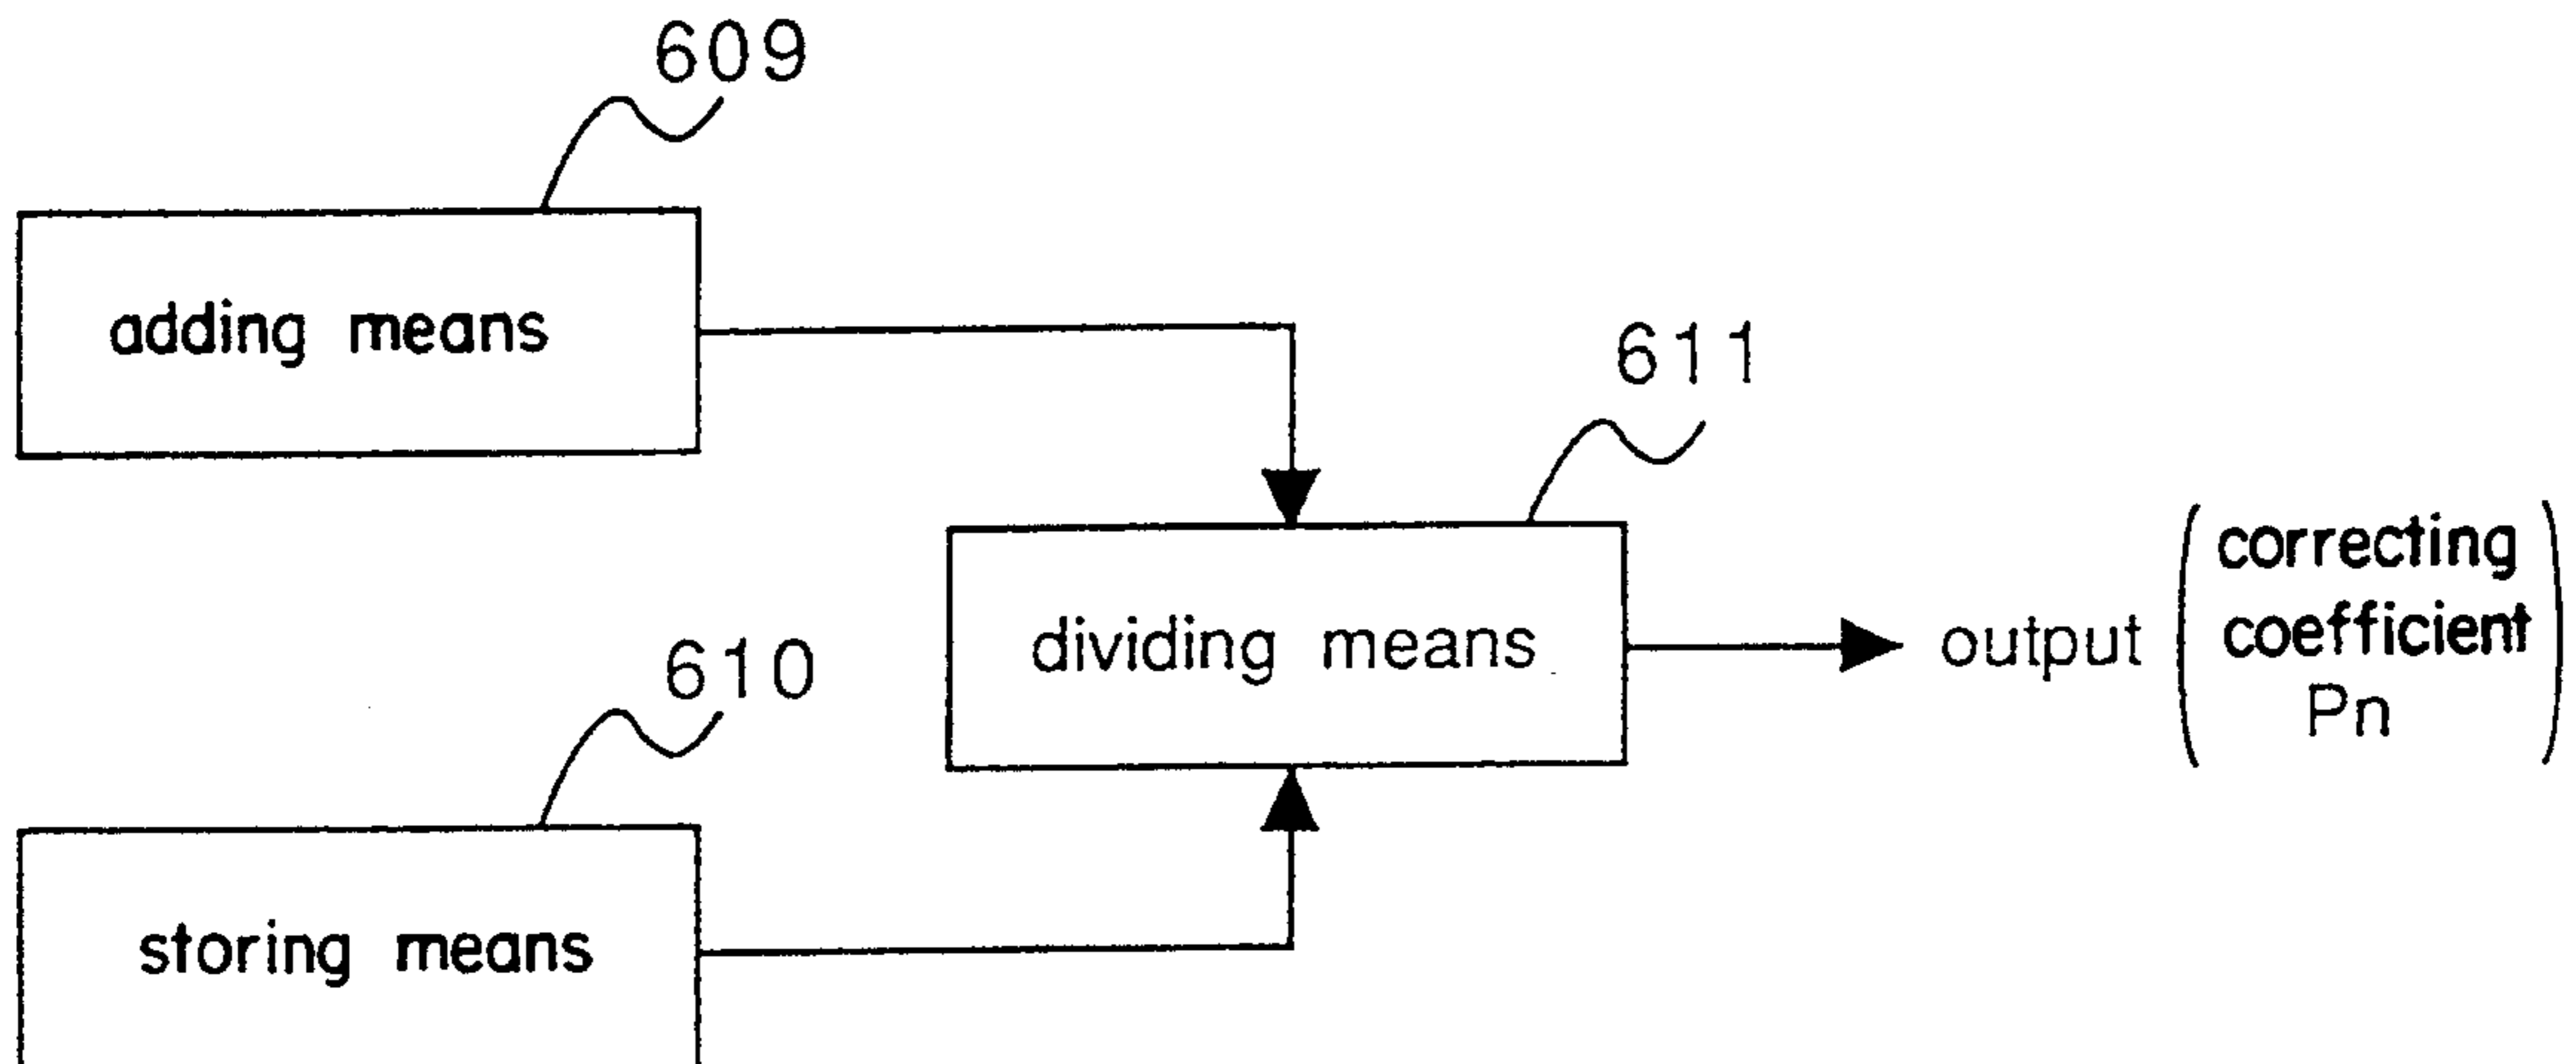 609
adding means
611
dividing means
output
correcting
coefficient
Pn
610
storing means